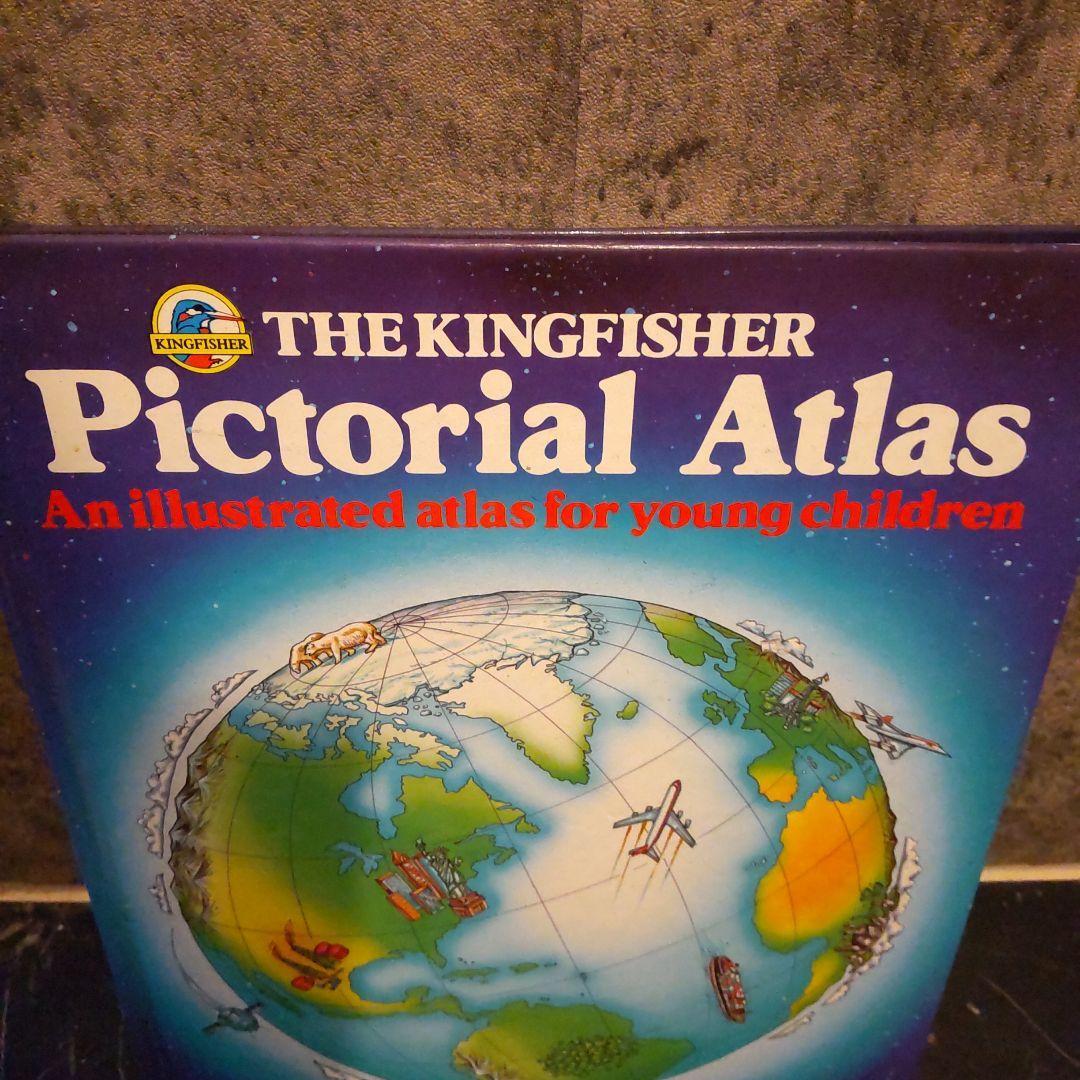 KINGFISHER
THE KINGFISHER
Pictorial Atlas
An illustrated atlas for young children